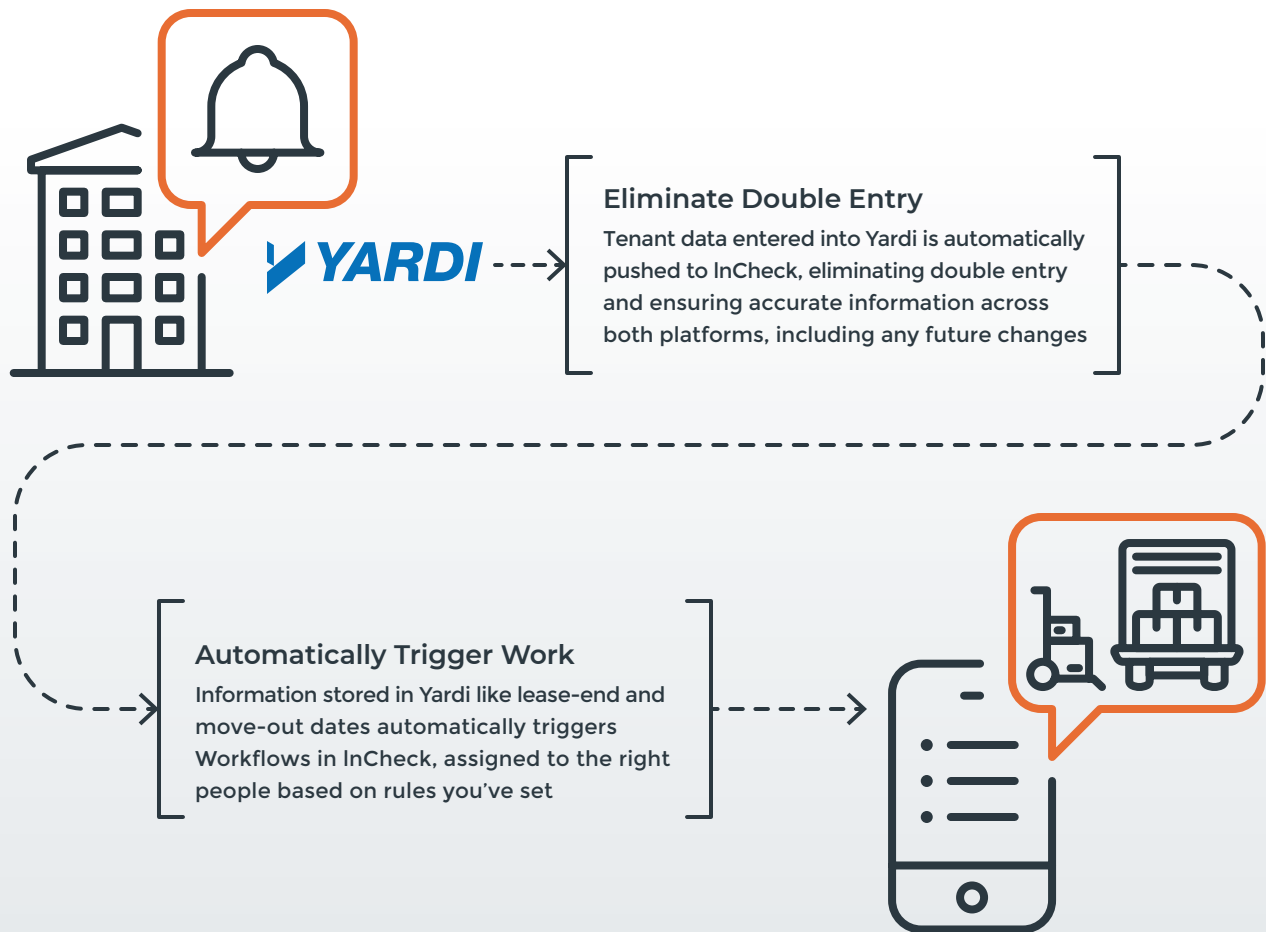 YARDI
Eliminate Double Entry
Tenant data entered into Yardi is automatically
pushed to InCheck, eliminating double entry
and ensuring accurate information across
both platforms, including any future changes
Automatically Trigger Work
Information stored in Yardi like lease-end and
move-out dates automatically triggers
Workflows in InCheck, assigned to the right
people based on rules you’ve set